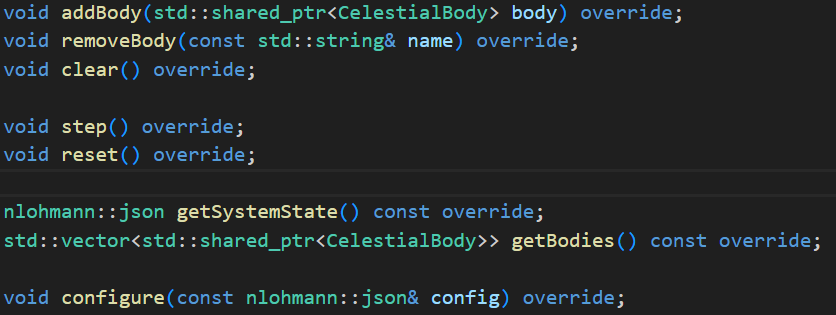 void addBody(std::shared_ptr<CelestialBody> body) override;
void removeBody(const std::string& name) override;
void clear() override;
void step() override;
void reset() override;
nlohmann::json getSystemState() const override;
std::vector<std::shared_ptr<CelestialBody>> getBodies() const override;
void configure(const nlohmann::json& config) override;